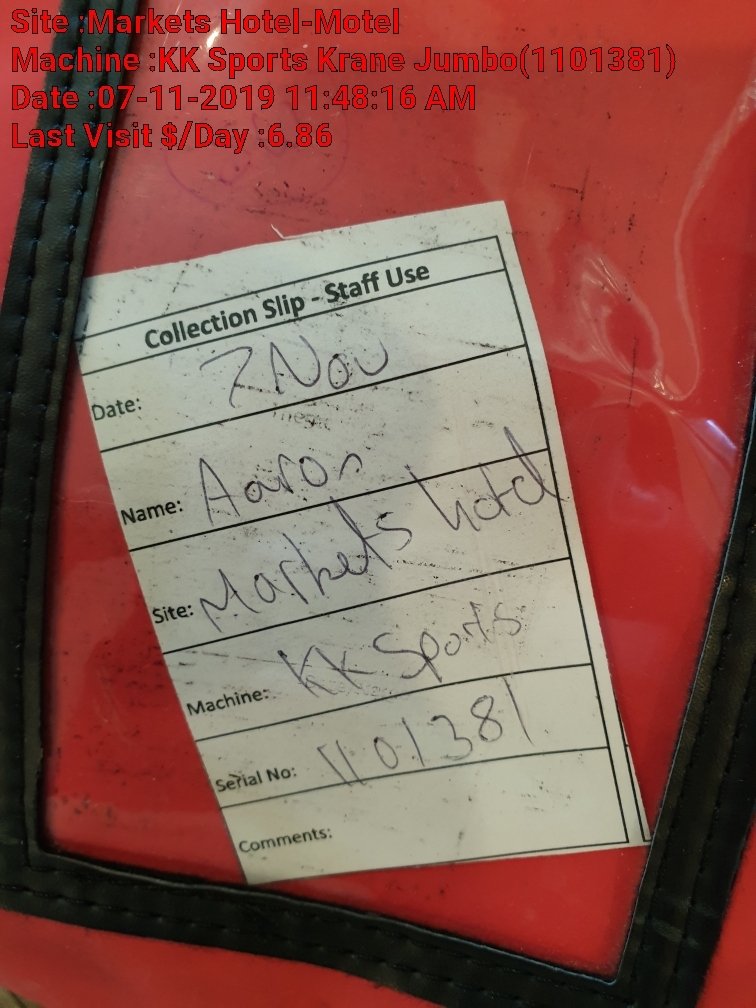 Site :Markets Hotel-Motel
Machine :KK Sports Krane Jumbo(1101381)
Date :07-11-2019 11:48:16 AM
Last Visit $/Day :6.86
Collection Slip - Staff Use
Date: 7 Nov
Name: Aaron
Site: Markets hotel
Machine: KK Sports
Serial No: 1101381
Comments: